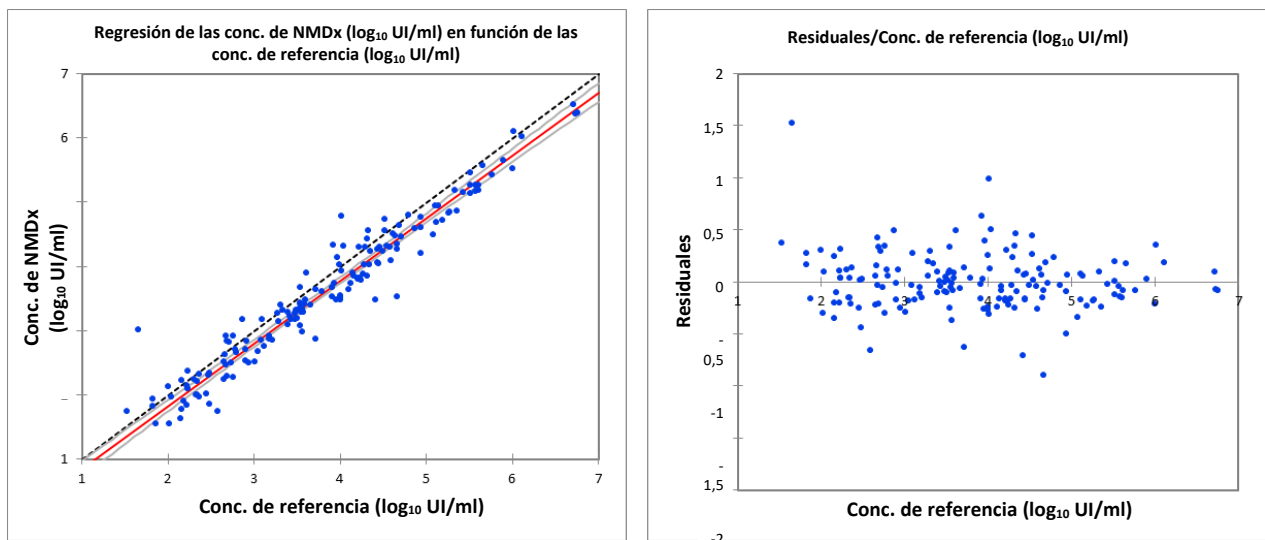 Regresión de las conc. de NMDx (log₁₀ UI/ml) en función de las
conc. de referencia (log₁₀ UI/ml)
7
6
–
1
1 2 3 4 5 6 7
Conc. de NMDx
(log₁₀ UI/ml)
Conc. de referencia (log₁₀ UI/ml)
Residuales/Conc. de referencia (log₁₀ UI/ml)
2
1,5
1
0,5
0
-
0,5
-1
-
1,5
-2
1 2 3 4 5 6 7
Residuales
Conc. de referencia (log₁₀ UI/ml)